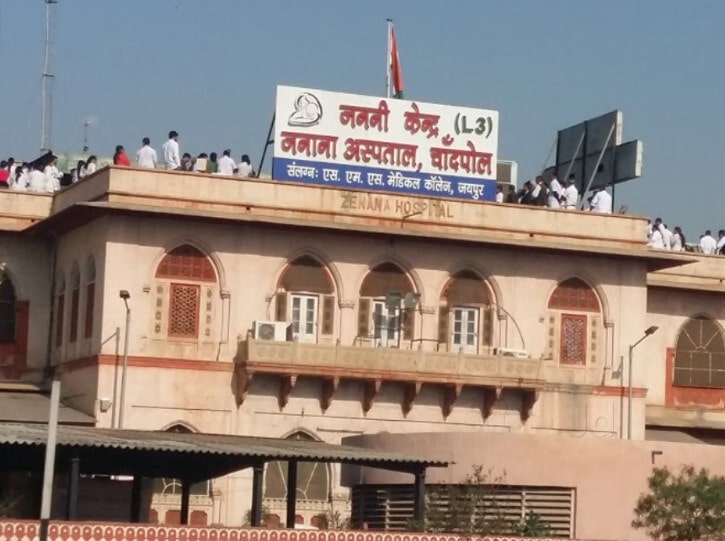 जननी केन्द्र (L3)
जनाना अस्पताल, चाँदपोल
संलग्नः एस. एम. एस. मेडिकल कॉलेज, जयपुर
ZENANA HOSPITAL